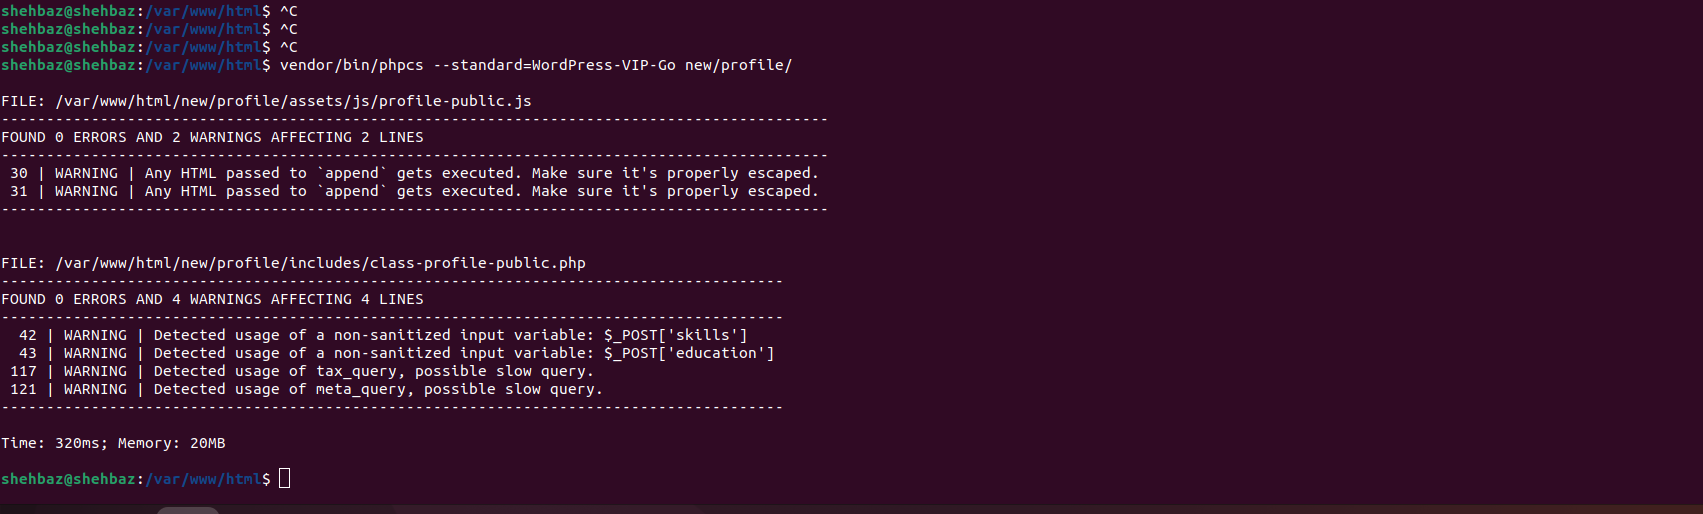 shehbaz@shehbaz:/var/www/html$ ^C
shehbaz@shehbaz:/var/www/html$ ^C
shehbaz@shehbaz:/var/www/html$ ^C
shehbaz@shehbaz:/var/www/html$ vendor/bin/phpcs --standard=WordPress-VIP-Go new/profile/
FILE: /var/www/html/new/profile/assets/js/profile-public.js
--------------------------------------------------------------------------------------------
FOUND 0 ERRORS AND 2 WARNINGS AFFECTING 2 LINES
--------------------------------------------------------------------------------------------
 30 | WARNING | Any HTML passed to `append` gets executed. Make sure it's properly escaped.
 31 | WARNING | Any HTML passed to `append` gets executed. Make sure it's properly escaped.
--------------------------------------------------------------------------------------------
FILE: /var/www/html/new/profile/includes/class-profile-public.php
---------------------------------------------------------------------------------------
FOUND 0 ERRORS AND 4 WARNINGS AFFECTING 4 LINES
---------------------------------------------------------------------------------------
  42 | WARNING | Detected usage of a non-sanitized input variable: $_POST['skills']
  43 | WARNING | Detected usage of a non-sanitized input variable: $_POST['education']
 117 | WARNING | Detected usage of tax_query, possible slow query.
 121 | WARNING | Detected usage of meta_query, possible slow query.
---------------------------------------------------------------------------------------
Time: 320ms; Memory: 20MB
shehbaz@shehbaz:/var/www/html$